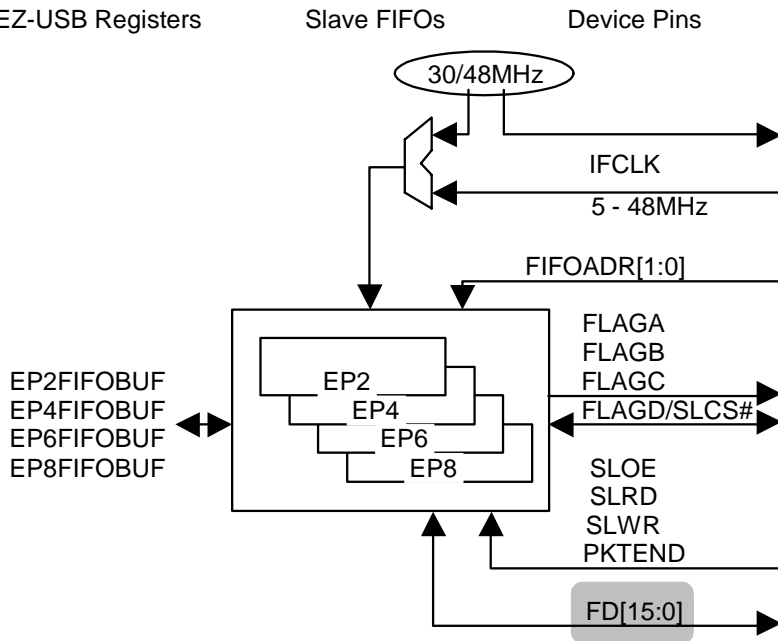 EZ-USB Registers
Slave FIFOs
Device Pins
30/48MHz
IFCLK
5 - 48MHz
FIFOADR[1:0]
FLAGA
FLAGB
FLAGC
FLAGD/SLCS#
EP2FIFOBUF
EP4FIFOBUF
EP6FIFOBUF
EP8FIFOBUF
EP2
EP4
EP6
EP8
SLOE
SLRD
SLWR
PKTEND
FD[15:0]